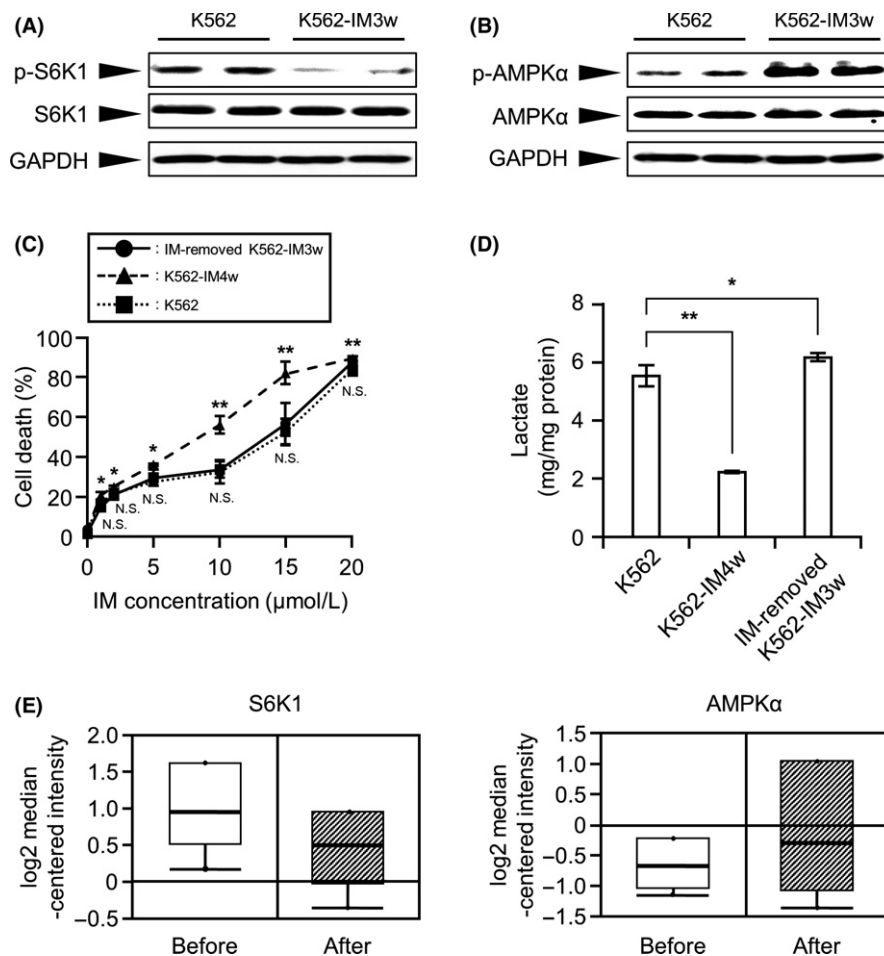 (A)
K562 K562-IM3w
p-S6K1
S6K1
GAPDH
(B)
K562 K562-IM3w
p-AMPKα
AMPKα
GAPDH
(C)
: IM-removed K562-IM3w
: K562-IM4w
: K562
Cell death (%)
100
80
60
40
20
0
* * * ** ** **
N.S. N.S. N.S. N.S. N.S.
0 5 10 15 20
IM concentration (μmol/L)
(D)
Lactate
(mg/mg protein)
8
6
4
2
0
*
**
K562
K562-IM4w
IM-removed
K562-IM3w
(E)
S6K1
log2 median
-centered intensity
2.0
1.5
1.0
0.5
0
–0.5
Before After
AMPKα
log2 median
-centered intensity
1.5
1.0
0.5
0
–0.5
–1.0
–1.5
Before After